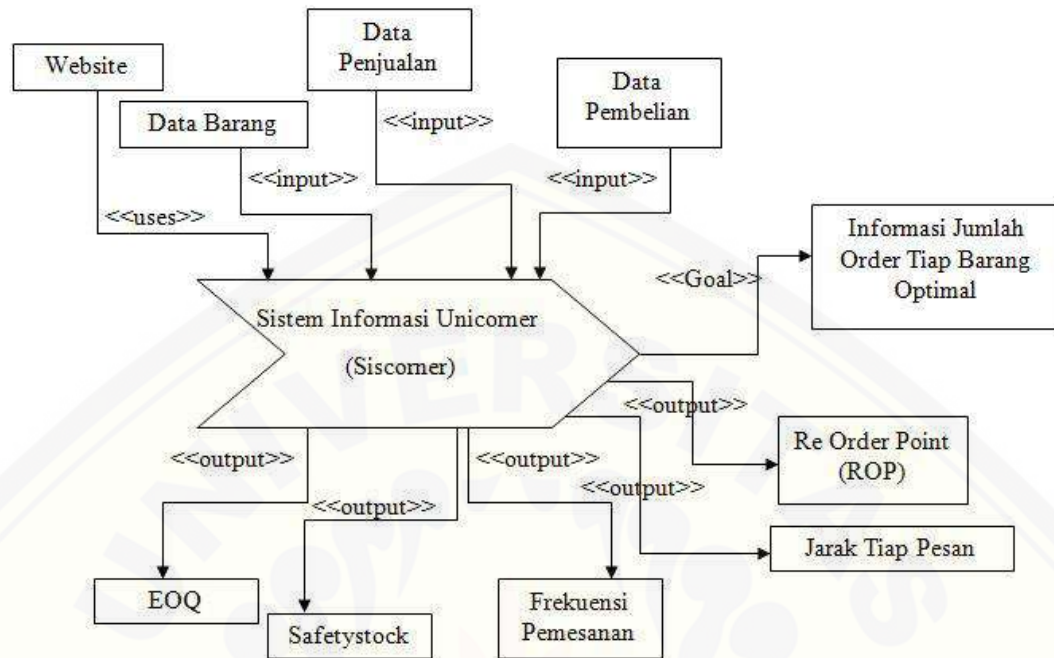 Website
Data
Penjualan
Data
Pembelian
Data Barang
<<input>>
<<input>>
<<input>>
<<uses>>
Informasi Jumlah
Order Tiap Barang
Optimal
<<Goal>>
Sistem Informasi Unicorner
(Siscorner)
<<output>>
Re Order Point
(ROP)
<<output>>
<<output>>
<<output>>
<<output>>
Jarak Tiap Pesan
EOQ
Safetystock
Frekuensi
Pemesanan
UNIVERSITAS